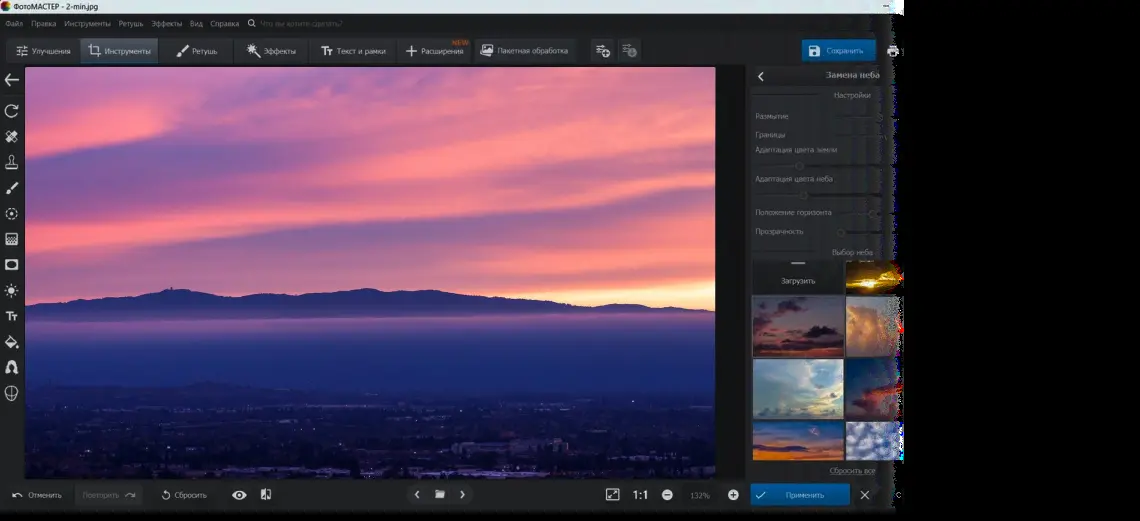 ФотоМАСТЕР - 2-min.jpg
Файл Правка Инструменты Ретушь Эффекты Вид Справка Что вы хотите сделать?
Улучшения Инструменты Ретушь Эффекты Текст и рамки Расширения NEW Пакетная обработка Сохранить
Замена неба
Настройки
Размытие
Границы
Адаптация цвета земли
Адаптация цвета неба
Положение горизонта
Прозрачность
Выбор неба
Загрузить
Сбросить все
Отменить Повторить Сбросить 1:1 132% Применить